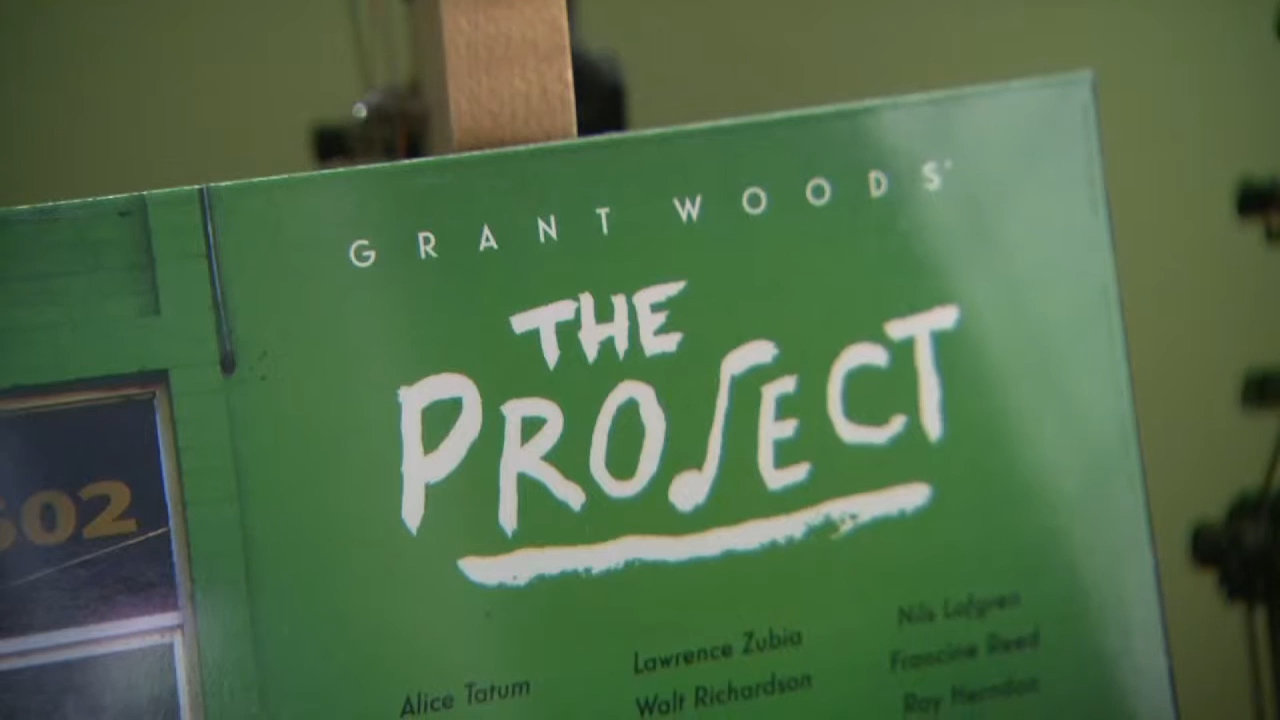 GRANT WOODS'
THE
PROJECT
602
Alice Tatum
Lawrence Zubia
Walt Richardson
Nils Lofgren
Francine Reed
Ray Herndon